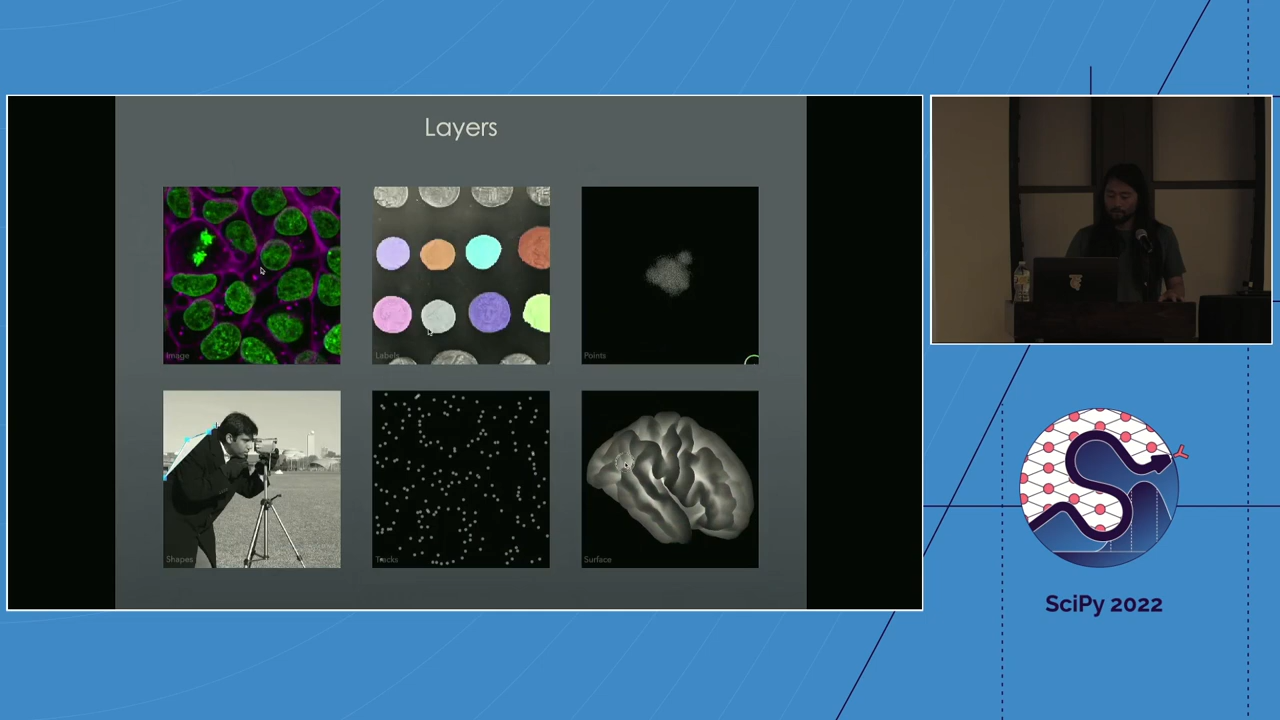 Layers
Image
Labels
Points
Shapes
Tracks
Surface
SciPy 2022